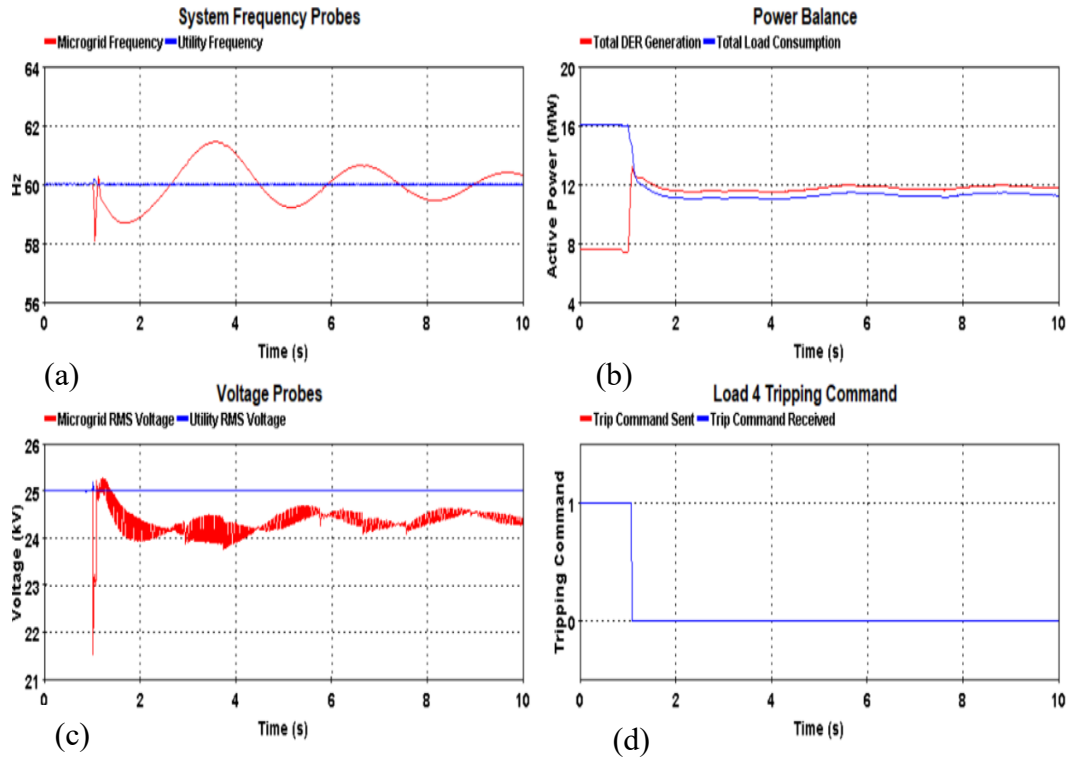 System Frequency Probes
Microgrid Frequency Utility Frequency
64
62
60
58
56
Hz
0 2 4 6 8 10
Time (s)
(a)
Power Balance
Total DER Generation Total Load Consumption
20
16
12
8
4
Active Power (MW)
0 2 4 6 8 10
Time (s)
(b)
Voltage Probes
Microgrid RMS Voltage Utility RMS Voltage
26
25
24
23
22
21
Voltage (kV)
0 2 4 6 8 10
Time (s)
(c)
Load 4 Tripping Command
Trip Command Sent Trip Command Received
1
0
Tripping Command
0 2 4 6 8 10
Time (s)
(d)